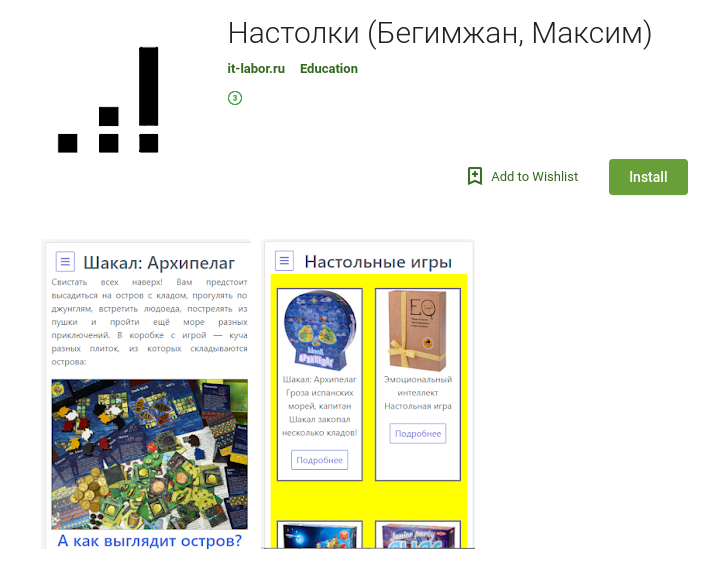 Настолки (Бегимжан, Максим)
it-labor.ru Education
3
Add to Wishlist Install
Шакал: Архипелаг
Свистать всех наверх! Вам предстоит
высадиться на остров с кладом, прогулять по
джунглям, встретить людоеда, пострелять из
пушки и пройти ещё море разных
приключений. В коробке с игрой — куча
разных плиток, из которых складываются
острова:
А как выглядит остров?
Настольные игры
Шакал: Архипелаг
Гроза испанских
морей, капитан
Шакал закопал
несколько кладов!
Подробнее
EQ
Эмоциональный
интеллект
Настольная игра
Подробнее
Junior party